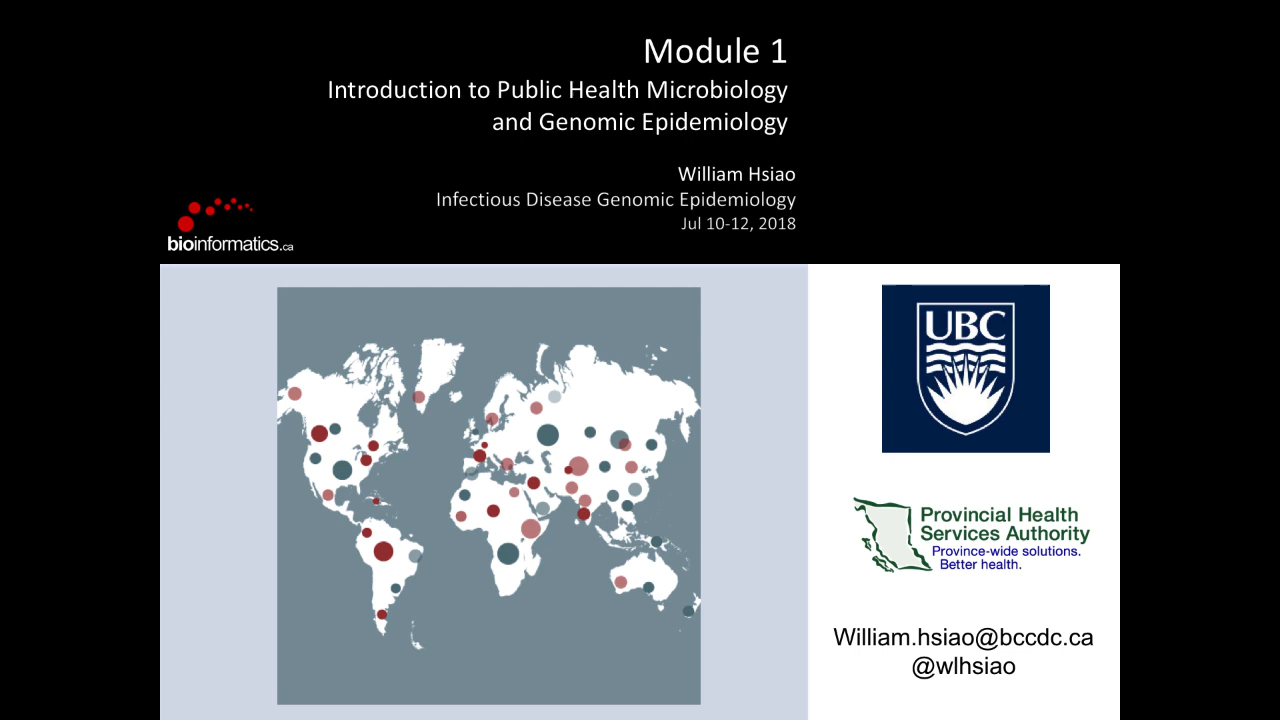 Module 1
Introduction to Public Health Microbiology
and Genomic Epidemiology
William Hsiao
Infectious Disease Genomic Epidemiology
Jul 10-12, 2018
bioinformatics.ca
UBC
Provincial Health
Services Authority
Province-wide solutions.
Better health.
William.hsiao@bccdc.ca
@wlhsiao